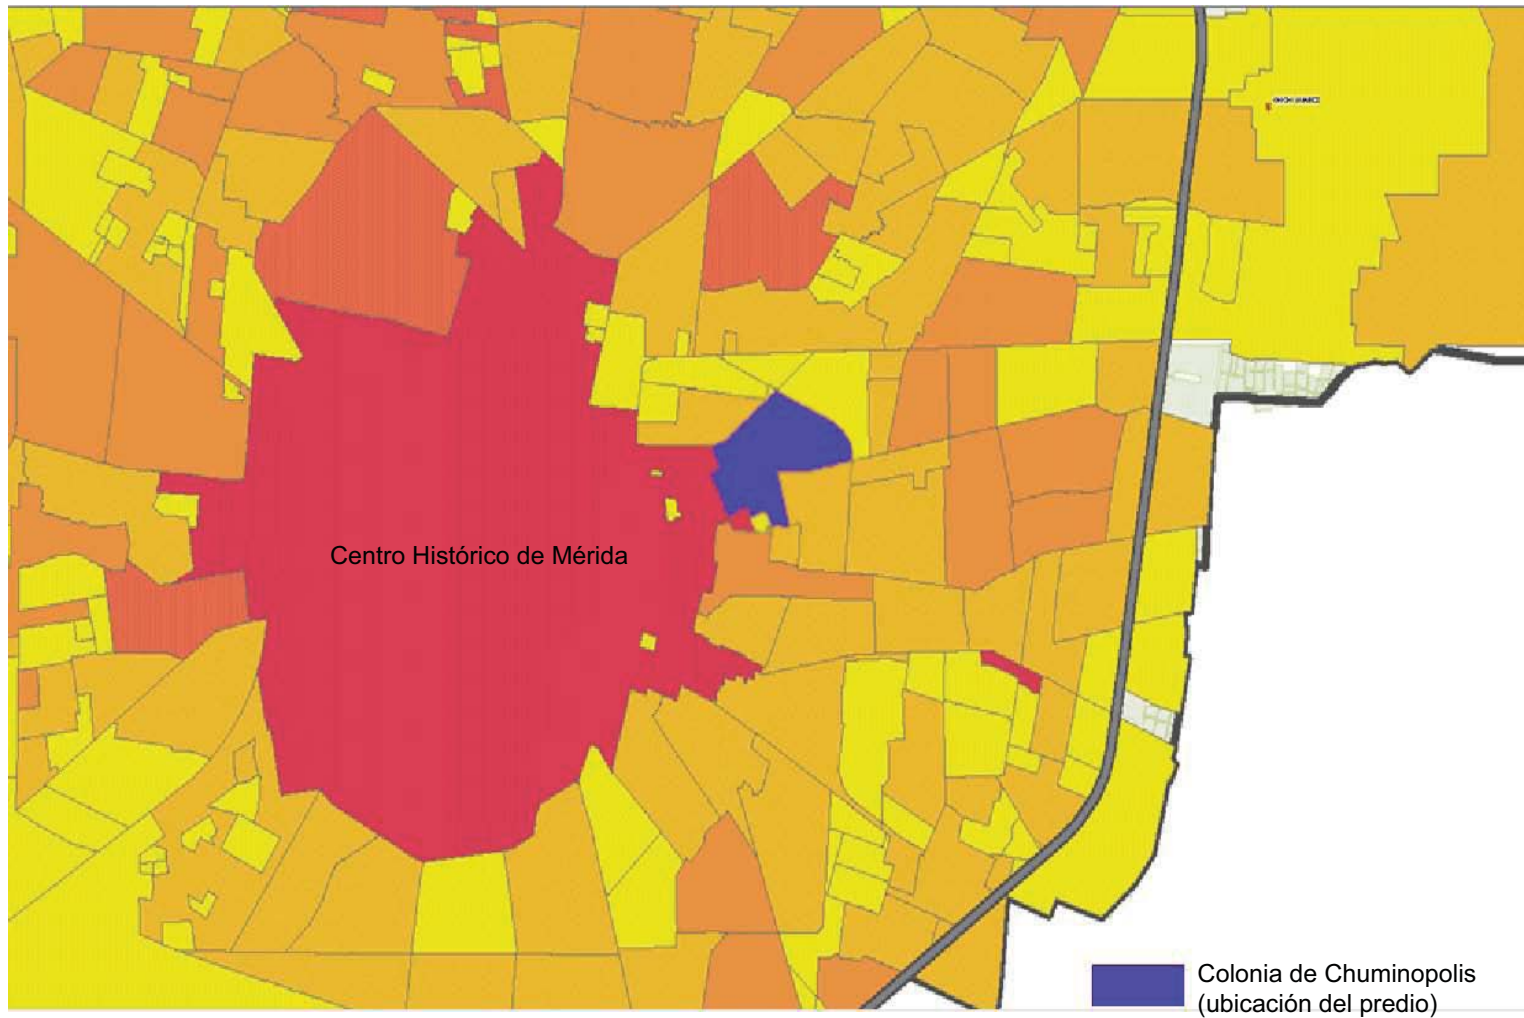 Centro Histórico de Mérida
Colonia de Chuminopolis
(ubicación del predio)